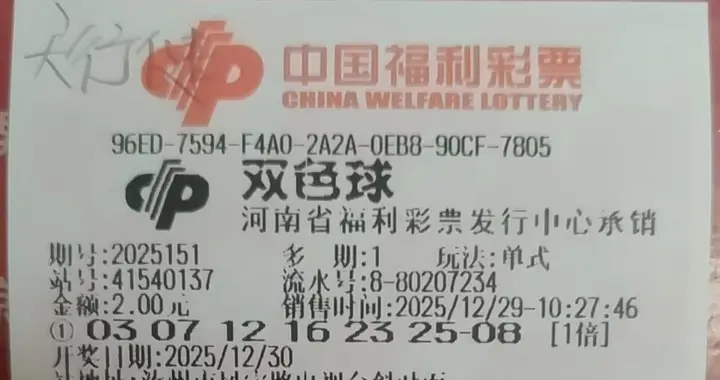 天行健
中国福利彩票
CHINA WELFARE LOTTERY
96ED-7594-F4A0-2A2A-0EB8-90CF-7805
双色球
河南省福利彩票发行中心承销
期号:2025151 多 期:1 玩法:单式
站号:41540137 流水号:8-80207234
金额:2.00元 销售时间:2025/12/29-10:27:46
① 03 07 12 16 23 25-08 [1倍]
开奖日期:2025/12/30